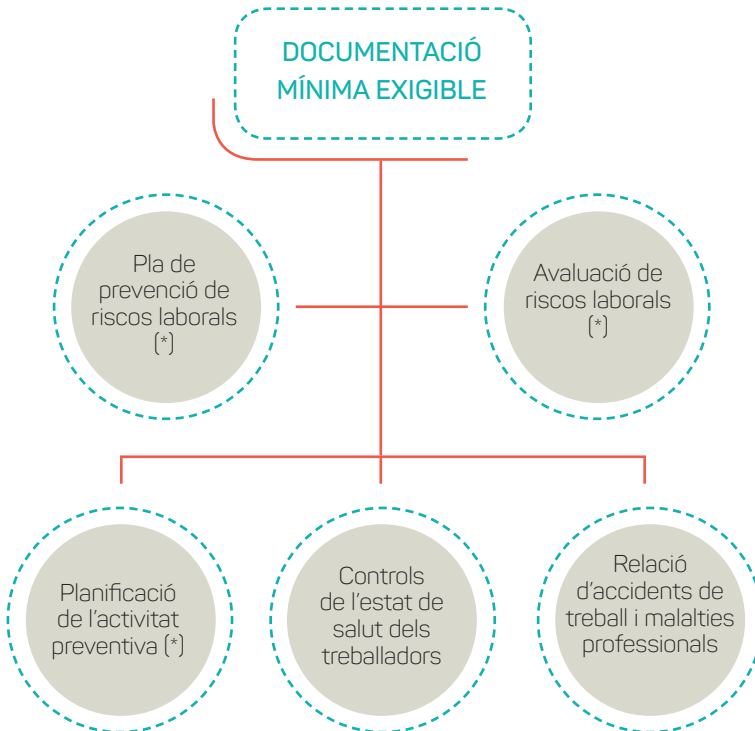 DOCUMENTACIÓ
MÍNIMA EXIGIBLE
Pla de
prevenció de
riscos laborals
(*)
Avaluació de
riscos laborals
(*)
Planificació
de l’activitat
preventiva (*)
Controls
de l’estat de
salut dels
treballadors
Relació
d’accidents de
treball i malalties
professionals